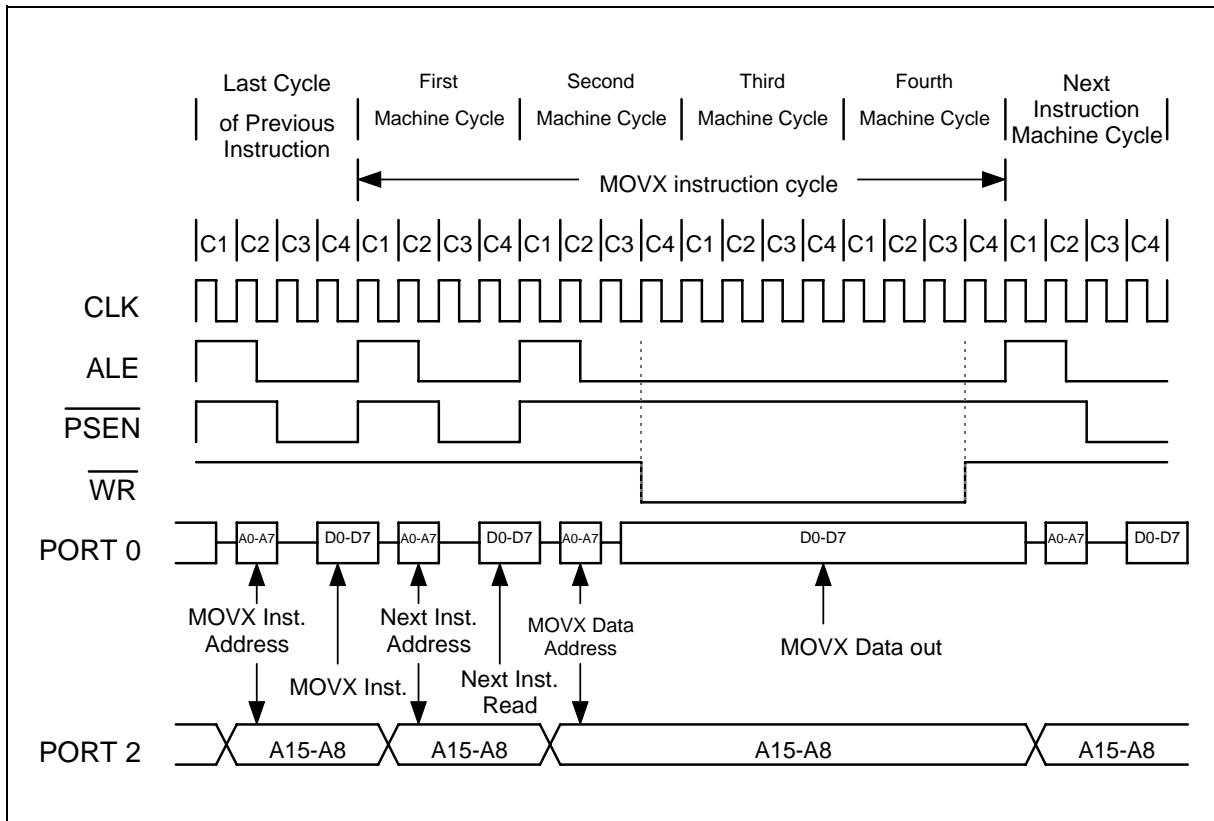 Last Cycle
of Previous
Instruction
First
Machine Cycle
Second
Machine Cycle
Third
Machine Cycle
Fourth
Machine Cycle
Next
Instruction
Machine Cycle
MOVX instruction cycle
C1 C2 C3 C4 C1 C2 C3 C4 C1 C2 C3 C4 C1 C2 C3 C4 C1 C2 C3 C4 C1 C2 C3 C4
CLK
ALE
PSEN
WR
PORT 0
A0-A7 D0-D7 A0-A7 D0-D7 A0-A7 D0-D7 A0-A7 D0-D7
MOVX Inst.
Address
MOVX Inst.
Next Inst.
Address
Next Inst.
Read
MOVX Data
Address
MOVX Data out
PORT 2
A15-A8 A15-A8 A15-A8 A15-A8